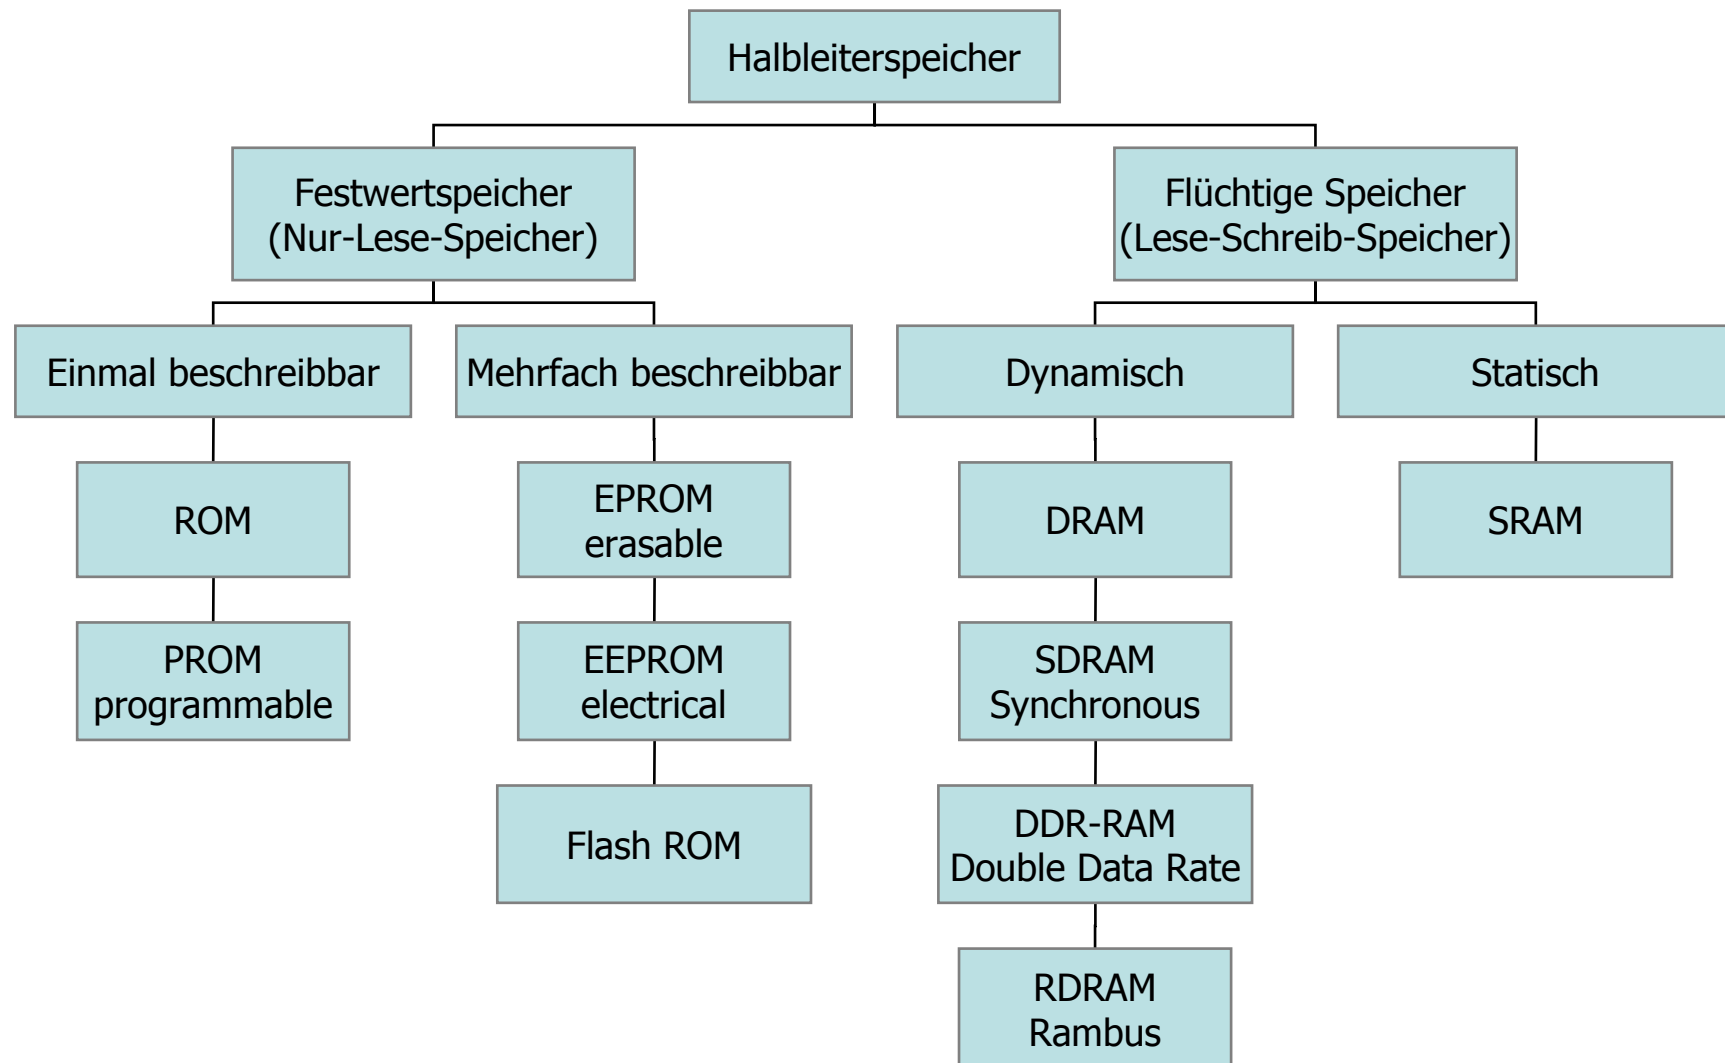 Halbleiterspeicher
Festwertspeicher
(Nur-Lese-Speicher)
Flüchtige Speicher
(Lese-Schreib-Speicher)
Einmal beschreibbar
Mehrfach beschreibbar
Dynamisch
Statisch
ROM
EPROM
erasable
DRAM
SRAM
PROM
programmable
EEPROM
electrical
SDRAM
Synchronous
Flash ROM
DDR-RAM
Double Data Rate
RDRAM
Rambus